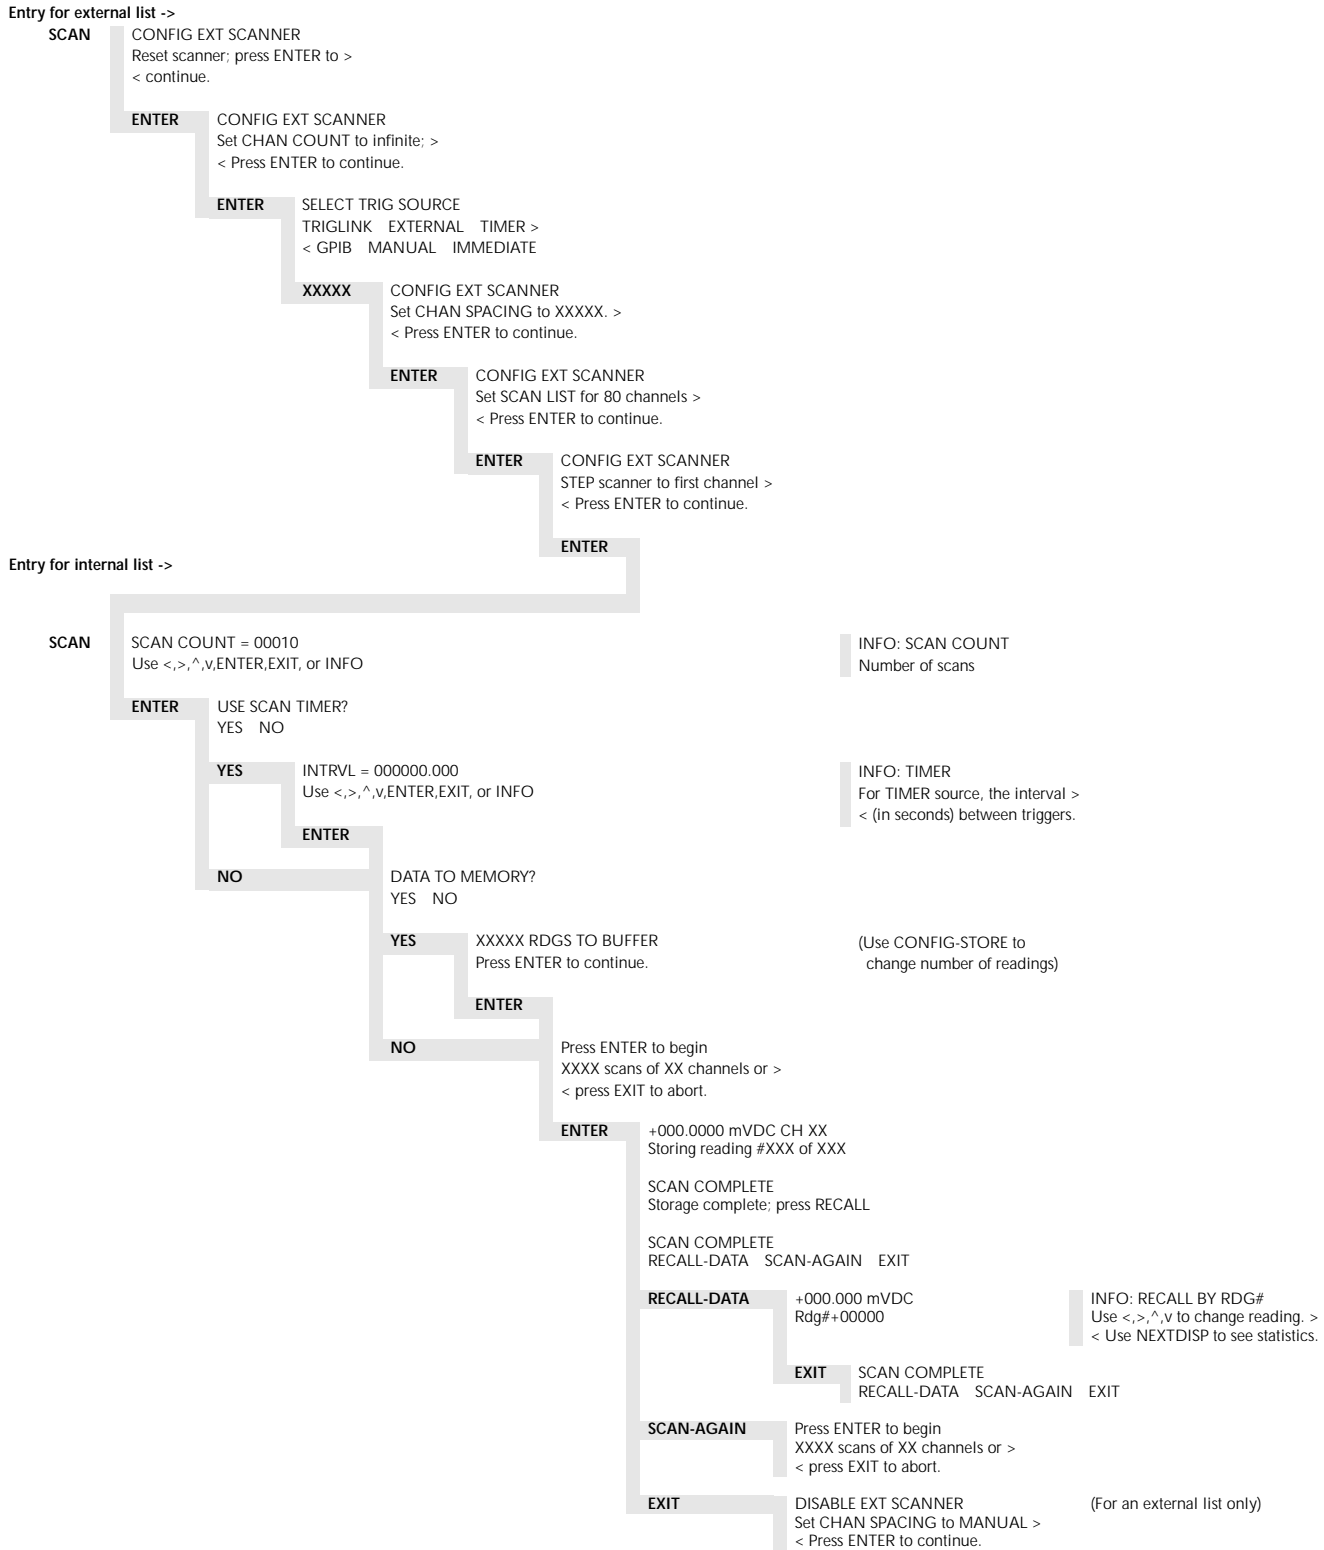 Entry for external list ->
SCAN CONFIG EXT SCANNER
Reset scanner; press ENTER to >
< continue.
ENTER CONFIG EXT SCANNER
Set CHAN COUNT to infinite; >
< Press ENTER to continue.
ENTER SELECT TRIG SOURCE
TRIGLINK EXTERNAL TIMER >
< GPIB MANUAL IMMEDIATE
XXXXX CONFIG EXT SCANNER
Set CHAN SPACING to XXXXX. >
< Press ENTER to continue.
ENTER CONFIG EXT SCANNER
Set SCAN LIST for 80 channels >
< Press ENTER to continue.
ENTER CONFIG EXT SCANNER
STEP scanner to first channel >
< Press ENTER to continue.
ENTER
Entry for internal list ->
SCAN SCAN COUNT = 00010 INFO: SCAN COUNT
Use <,>,^,v,ENTER,EXIT, or INFO Number of scans
ENTER USE SCAN TIMER?
YES NO
YES INTRVL = 000000.000 INFO: TIMER
Use <,>,^,v,ENTER,EXIT, or INFO For TIMER source, the interval >
< (in seconds) between triggers.
ENTER
NO DATA TO MEMORY?
YES NO
YES XXXXX RDGS TO BUFFER (Use CONFIG-STORE to
Press ENTER to continue. change number of readings)
ENTER
NO Press ENTER to begin
XXXX scans of XX channels or >
< press EXIT to abort.
ENTER +000.0000 mVDC CH XX
Storing reading #XXX of XXX
SCAN COMPLETE
Storage complete; press RECALL
SCAN COMPLETE
RECALL-DATA SCAN-AGAIN EXIT
RECALL-DATA +000.000 mVDC INFO: RECALL BY RDG#
Rdg#+00000 Use <,>,^,v to change reading. >
< Use NEXTDISP to see statistics.
EXIT SCAN COMPLETE
RECALL-DATA SCAN-AGAIN EXIT
SCAN-AGAIN Press ENTER to begin
XXXX scans of XX channels or >
< press EXIT to abort.
EXIT DISABLE EXT SCANNER (For an external list only)
Set CHAN SPACING to MANUAL >
< Press ENTER to continue.